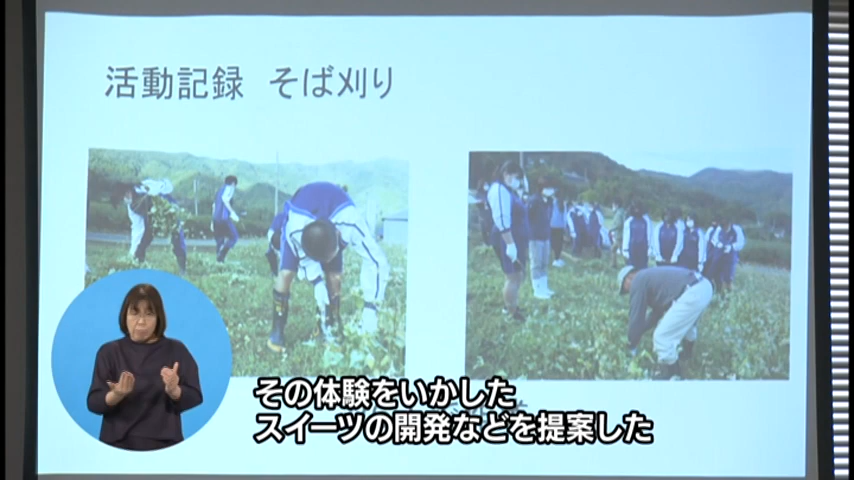 活動記録 そば刈り
その体験をいかした
スイーツの開発などを提案した